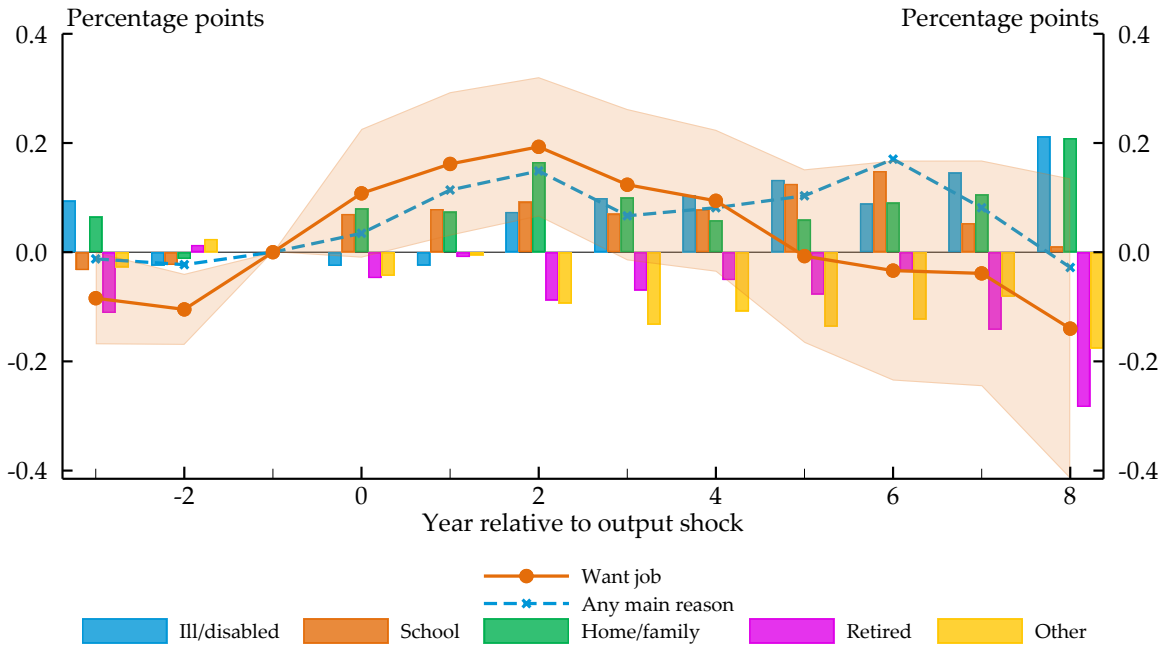 Percentage points Percentage points
0.4 0.4
0.2 0.2
0.0 0.0
-0.2 -0.2
-0.4 -0.4
-2 0 2 4 6 8
Year relative to output shock
Want job
Any main reason
Ill/disabled School Home/family Retired Other